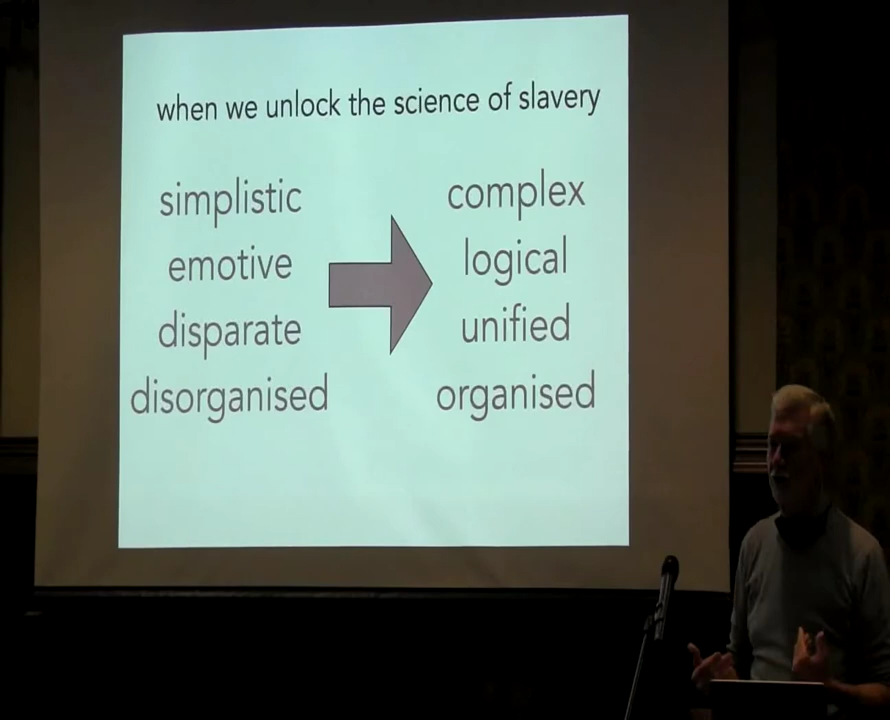 when we unlock the science of slavery
simplistic
emotive
disparate
disorganised
complex
logical
unified
organised